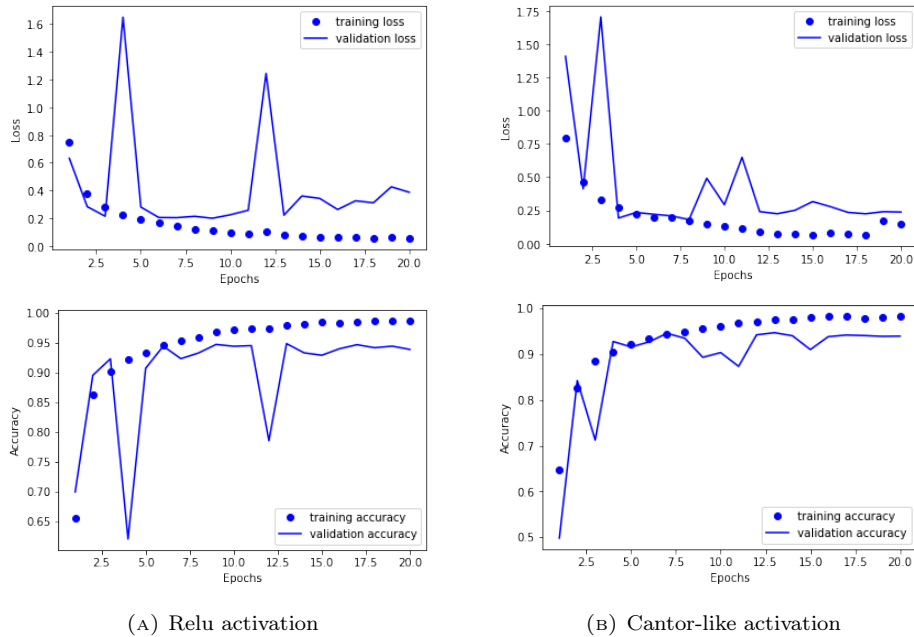 training loss
validation loss
1.6
1.4
1.2
1.0
0.8
0.6
0.4
0.2
0.0
Loss
2.5 5.0 7.5 10.0 12.5 15.0 17.5 20.0
Epochs
training loss
validation loss
1.75
1.50
1.25
1.00
0.75
0.50
0.25
0.00
Loss
2.5 5.0 7.5 10.0 12.5 15.0 17.5 20.0
Epochs
1.00
0.95
0.90
0.85
0.80
0.75
0.70
0.65
Accuracy
training accuracy
validation accuracy
2.5 5.0 7.5 10.0 12.5 15.0 17.5 20.0
Epochs
1.0
0.9
0.8
0.7
0.6
0.5
Accuracy
training accuracy
validation accuracy
2.5 5.0 7.5 10.0 12.5 15.0 17.5 20.0
Epochs
(A) Relu activation
(B) Cantor-like activation